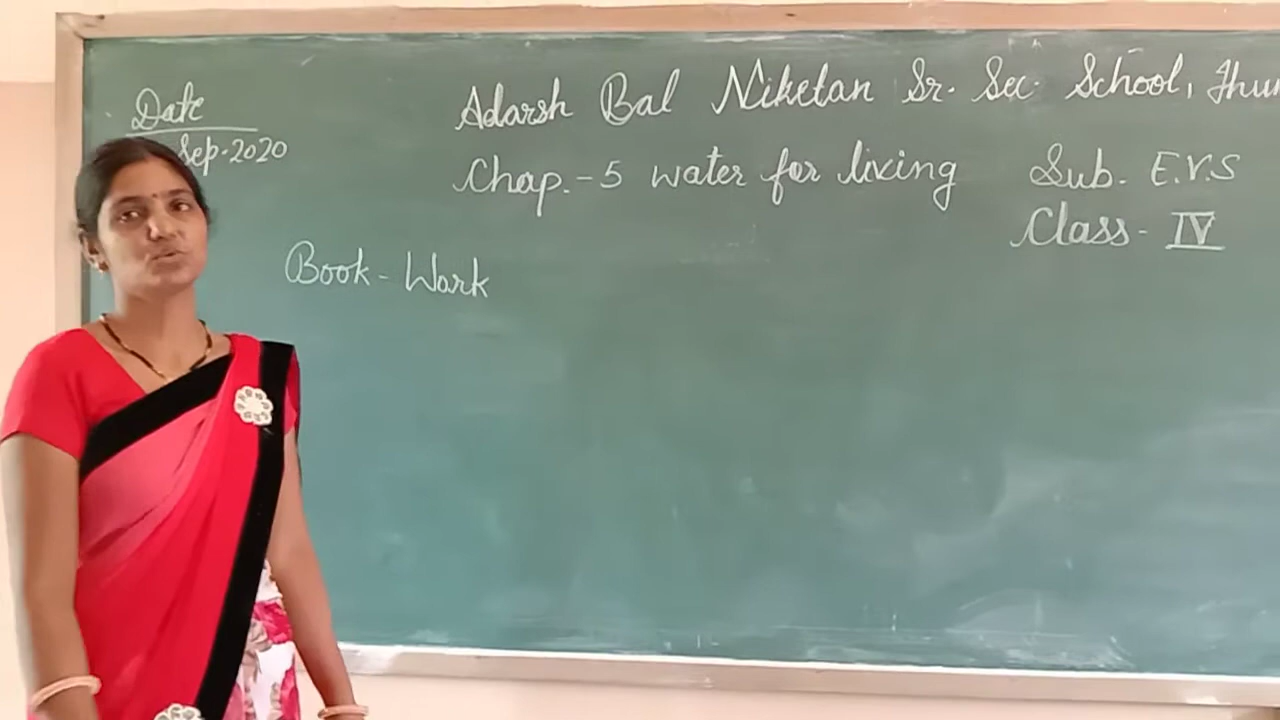 Date
Sep-2020
Adarsh Bal Niketan Sr. Sec. School,
Chap.-5 water for living
Sub. E.V.S
Class- IV
Book-Work